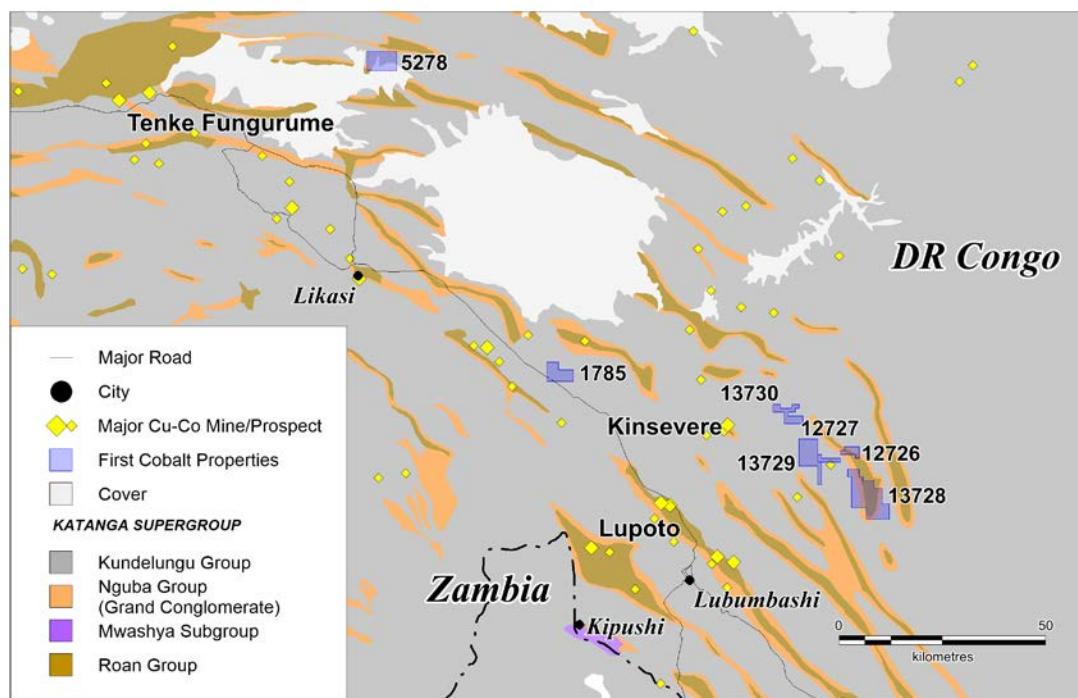 5278
Tenke Fungurume
DR Congo
Likasi
1785
13730
Kinsevere
12727
13729
12726
13728
Lupoto
Zambia
Lubumbashi
Kipushi
Major Road
City
Major Cu-Co Mine/Prospect
First Cobalt Properties
Cover
KATANGA SUPERGROUP
Kundelungu Group
Nguba Group
(Grand Conglomerate)
Mwashya Subgroup
Roan Group
0 50
kilometres